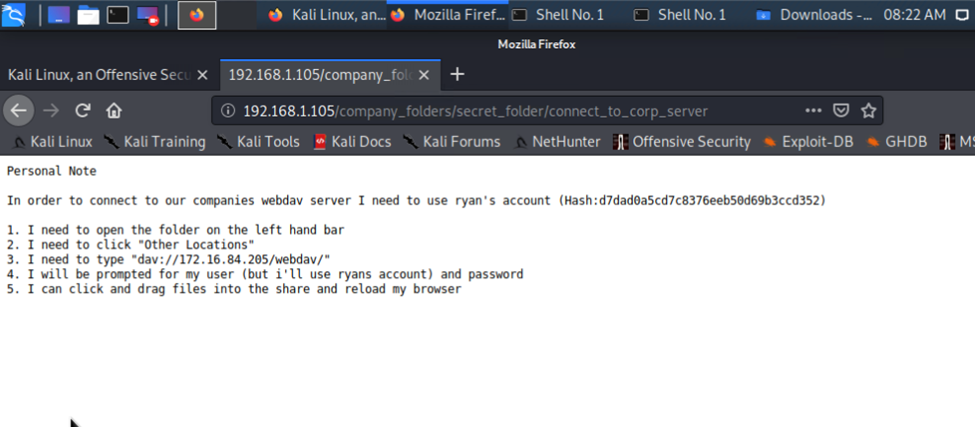 Kali Linux, an... Mozilla Firef... Shell No. 1 Shell No. 1 Downloads -... 08:22 AM
Mozilla Firefox
Kali Linux, an Offensive Secu 192.168.1.105/company_fol
192.168.1.105/company_folders/secret_folder/connect_to_corp_server
Kali Linux Kali Training Kali Tools Kali Docs Kali Forums NetHunter Offensive Security Exploit-DB GHDB MS
Personal Note
In order to connect to our companies webdav server I need to use ryan's account (Hash:d7dad0a5cd7c8376eeb50d69b3ccd352)
1. I need to open the folder on the left hand bar
2. I need to click "Other Locations"
3. I need to type "dav://172.16.84.205/webdav/"
4. I will be prompted for my user (but i'll use ryans account) and password
5. I can click and drag files into the share and reload my browser